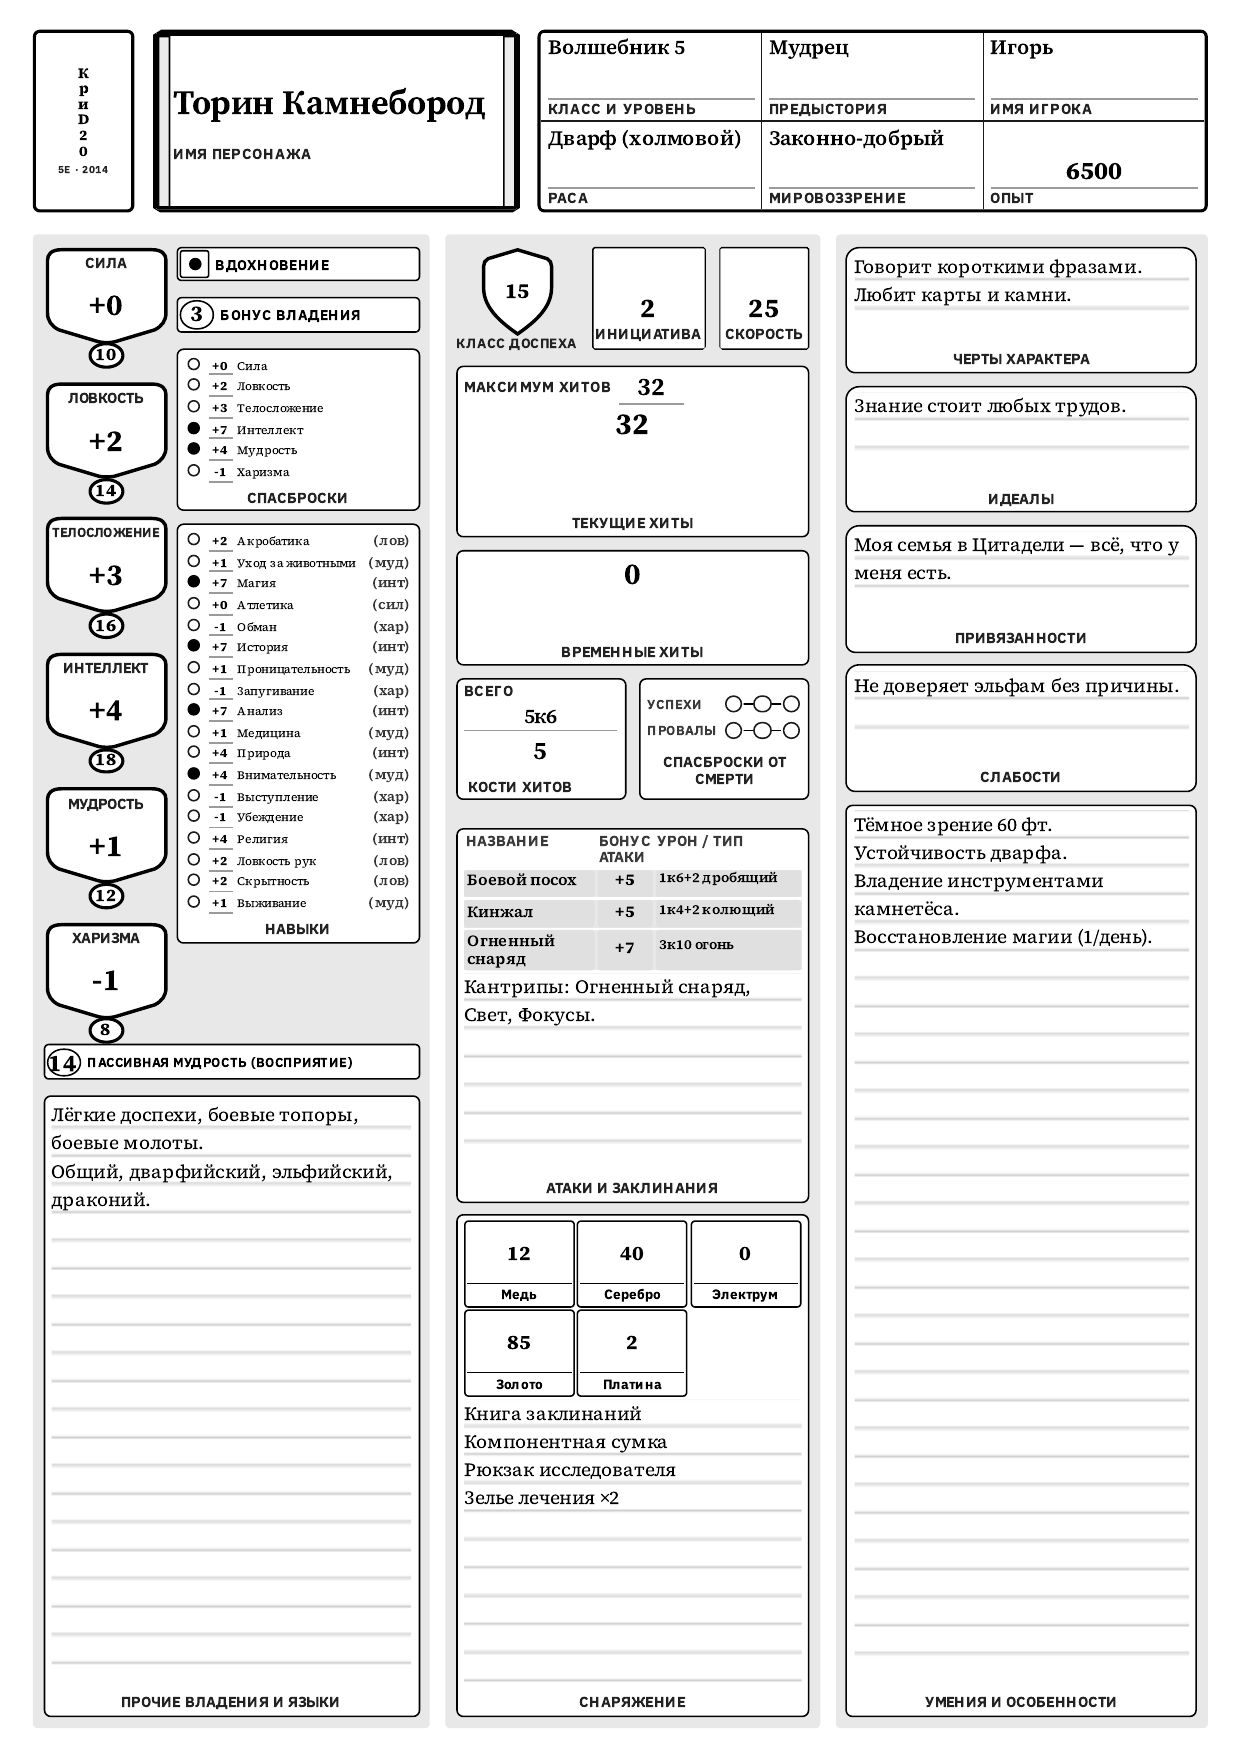 КриD20
5E · 2014
Торин Камнебород
ИМЯ ПЕРСОНАЖА
Волшебник 5
КЛАСС И УРОВЕНЬ
Мудрец
ПРЕДЫСТОРИЯ
Игорь
ИМЯ ИГРОКА
Дварф (холмовой)
РАСА
Законно-добрый
МИРОВОЗЗРЕНИЕ
6500
ОПЫТ
СИЛА
+0
10
ЛОВКОСТЬ
+2
14
ТЕЛОСЛОЖЕНИЕ
+3
16
ИНТЕЛЛЕКТ
+4
18
МУДРОСТЬ
+1
12
ХАРИЗМА
-1
8
ВДОХНОВЕНИЕ
3 БОНУС ВЛАДЕНИЯ
+0 Сила
+2 Ловкость
+3 Телосложение
+7 Интеллект
+4 Мудрость
-1 Харизма
СПАСБРОСКИ
+2 Акробатика (лов)
+1 Уход за животными (муд)
+7 Магия (инт)
+0 Атлетика (сил)
-1 Обман (хар)
+7 История (инт)
+1 Проницательность (муд)
-1 Запугивание (хар)
+7 Анализ (инт)
+1 Медицина (муд)
+4 Природа (инт)
+4 Внимательность (муд)
-1 Выступление (хар)
-1 Убеждение (хар)
+4 Религия (инт)
+2 Ловкость рук (лов)
+2 Скрытность (лов)
+1 Выживание (муд)
НАВЫКИ
14 ПАССИВНАЯ МУДРОСТЬ (ВОСПРИЯТИЕ)
Лёгкие доспехи, боевые топоры,
боевые молоты.
Общий, дварфийский, эльфийский,
драконий.
ПРОЧИЕ ВЛАДЕНИЯ И ЯЗЫКИ
15
КЛАСС ДОСПЕХА
2
ИНИЦИАТИВА
25
СКОРОСТЬ
МАКСИМУМ ХИТОВ 32
32
ТЕКУЩИЕ ХИТЫ
0
ВРЕМЕННЫЕ ХИТЫ
ВСЕГО
5к6
5
КОСТИ ХИТОВ
УСПЕХИ
ПРОВАЛЫ
СПАСБРОСКИ ОТ
СМЕРТИ
НАЗВАНИЕ БОНУС УРОН / ТИП
АТАКИ
Боевой посох +5 1к6+2 дробящий
Кинжал +5 1к4+2 колющий
Огненный
снаряд +7 3к10 огонь
Кантрипы: Огненный снаряд,
Свет, Фокусы.
АТАКИ И ЗАКЛИНАНИЯ
12
Медь
40
Серебро
0
Электрум
85
Золото
2
Платина
Книга заклинаний
Компонентная сумка
Рюкзак исследователя
Зелье лечения ×2
СНАРЯЖЕНИЕ
Говорит короткими фразами.
Любит карты и камни.
ЧЕРТЫ ХАРАКТЕРА
Знание стоит любых трудов.
ИДЕАЛЫ
Моя семья в Цитадели — всё, что у
меня есть.
ПРИВЯЗАННОСТИ
Не доверяет эльфам без причины.
СЛАБОСТИ
Тёмное зрение 60 фт.
Устойчивость дварфа.
Владение инструментами
камнетёса.
Восстановление магии (1/день).
УМЕНИЯ И ОСОБЕННОСТИ